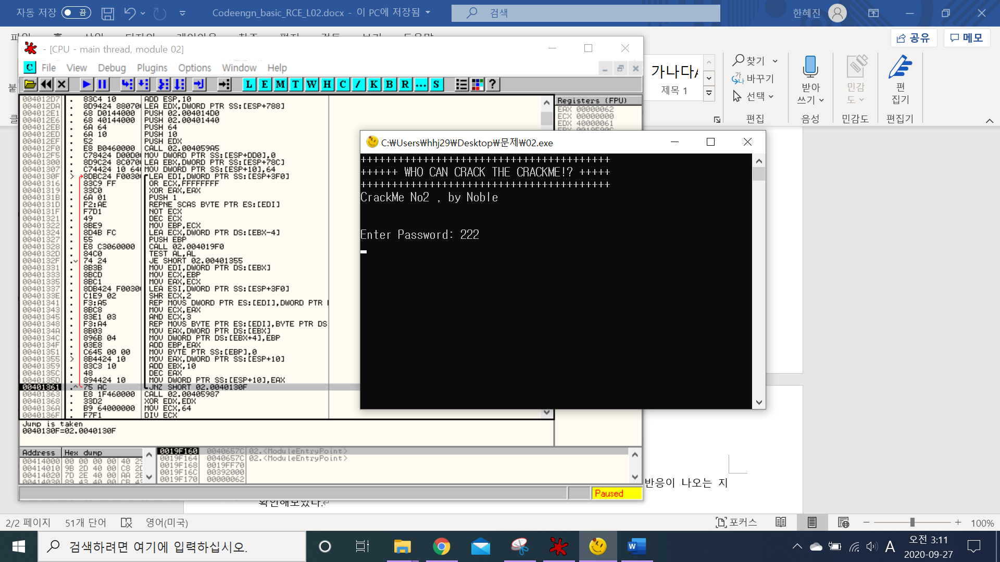 자동 저장 끔 Codeengn_basic_RCE_L02.docx - 이 PC에 저장됨 검색 한혜진
공유 메모
- [CPU - main thread, module 02]
C File View Debug Plugins Options Window Help
L E M T W H C / K B R ... S ?
가나다
제목 1
찾기
바꾸기
선택
편집
받아
쓰기
음성
민감
도
민감도
편
집기
편집기
004012D7 . 83C4 10 ADD ESP,10
004012DA . 8D9424 88070 LEA EDX,DWORD PTR SS:[ESP+788]
004012E1 . 68 D0144000 PUSH 02.004014D0
004012E6 . 68 40144000 PUSH 02.00401440
004012EB . 6A 64 PUSH 64
004012ED . 6A 10 PUSH 10
004012EF . 52 PUSH EDX
004012F0 . E8 B0460000 CALL 02.004059A5
004012F5 . C78424 D00D0 MOV DWORD PTR SS:[ESP+DD0],0
00401300 . 8D9C24 8C070 LEA EBX,DWORD PTR SS:[ESP+78C]
00401307 . C74424 10 64 MOV DWORD PTR SS:[ESP+10],64
0040130F > 8DBC24 F0030 LEA EDI,DWORD PTR SS:[ESP+3F0]
00401316 . 83C9 FF OR ECX,FFFFFFFF
00401319 . 33C0 XOR EAX,EAX
0040131B . 6A 01 PUSH 1
0040131D . F2:AE REPNE SCAS BYTE PTR ES:[EDI]
0040131F . F7D1 NOT ECX
00401321 . 49 DEC ECX
00401322 . 8BE9 MOV EBP,ECX
00401324 . 8D4B FC LEA ECX,DWORD PTR DS:[EBX-4]
00401327 . 55 PUSH EBP
00401328 . E8 C3060000 CALL 02.004019F0
0040132D . 84C0 TEST AL,AL
0040132F . 74 24 JE SHORT 02.00401355
00401331 . 8B3B MOV EDI,DWORD PTR DS:[EBX]
00401333 . 8BCD MOV ECX,EBP
00401335 . 8BC1 MOV EAX,ECX
00401337 . 8DB424 F0030 LEA ESI,DWORD PTR SS:[ESP+3F0]
0040133E . C1E9 02 SHR ECX,2
00401341 . F3:A5 REP MOVS DWORD PTR ES:[EDI],DWORD PTR
00401343 . 8BC8 MOV ECX,EAX
00401345 . 83E1 03 AND ECX,3
00401348 . F3:A4 REP MOVS BYTE PTR ES:[EDI],BYTE PTR DS
0040134A . 8B03 MOV EAX,DWORD PTR DS:[EBX]
0040134C . 896B 04 MOV DWORD PTR DS:[EBX+4],EBP
0040134F . 03E8 ADD EBP,EAX
00401351 . C645 00 00 MOV BYTE PTR SS:[EBP],0
00401355 > 8B4424 10 MOV EAX,DWORD PTR SS:[ESP+10]
00401359 . 83C3 10 ADD EBX,10
0040135C . 48 DEC EAX
0040135D . 894424 10 MOV DWORD PTR SS:[ESP+10],EAX
00401361 .^ 75 AC JNZ SHORT 02.0040130F
00401363 . E8 1F460000 CALL 02.00405987
00401368 . 33D2 XOR EDX,EDX
0040136A . B9 64000000 MOV ECX,64
0040136F . F7F1 DIV ECX
Registers (FPU)
EAX 00000062
ECX 00000000
EDX 40000061
C:₩Users₩hhj29₩Desktop₩문제₩02.exe
++++++++++++++++++++++++++++++++++++++++
++++++ WHO CAN CRACK THE CRACKME!? +++++
++++++++++++++++++++++++++++++++++++++++
CrackMe No2 , by Noble
Enter Password: 222
Jump is taken
0040130F=02.0040130F
Address Hex dump
00414000 00 00 00 00 40 29
00414010 9B 2D 40 00 C8 2D
00414020 7D 2E 40 00 AA 2E
00414030 89 43 40 00 CB 43
0019F160 0040657C 02.<ModuleEntryPoint>
0019F164 0040657C 02.<ModuleEntryPoint>
0019F168 0019FF70
0019F16C 00392000
0019F170 00000062
Paused
반응이 나오는 지
확인해보았다.
2/2 페이지 51개 단어 영어(미국) 포커스 100%
검색하려면 여기에 입력하십시오.
A
오전 3:11
2020-09-27